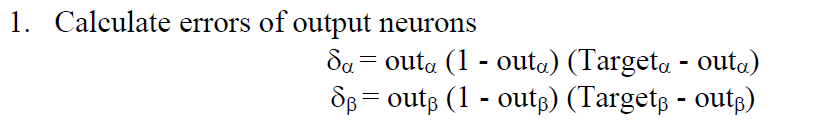 1. Calculate errors of output neurons
δα = outα (1 - outα) (Targetα - outα)
δβ = outβ (1 - outβ) (Targetβ - outβ)